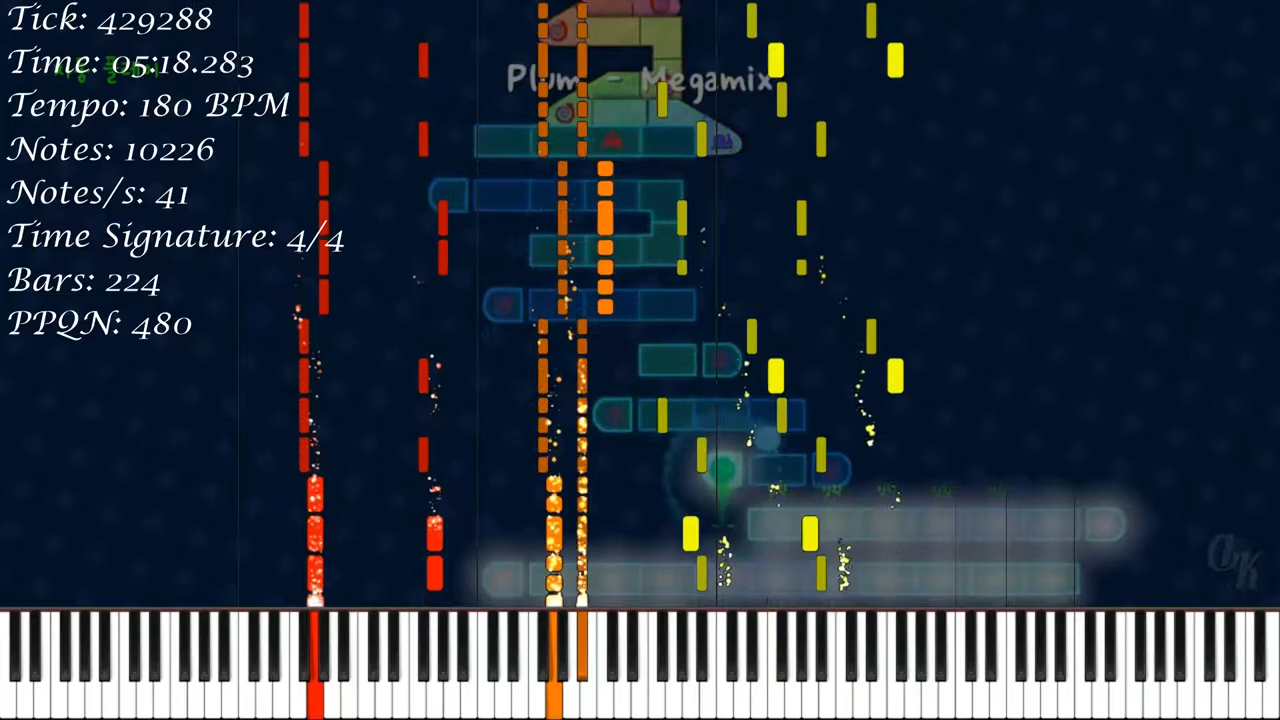 Tick: 429288
Time: 05:18.283
Tempo: 180 BPM
Notes: 10226
Notes/s: 41
Time Signature: 4/4
Bars: 224
PPQN: 480
Plum - Megamix